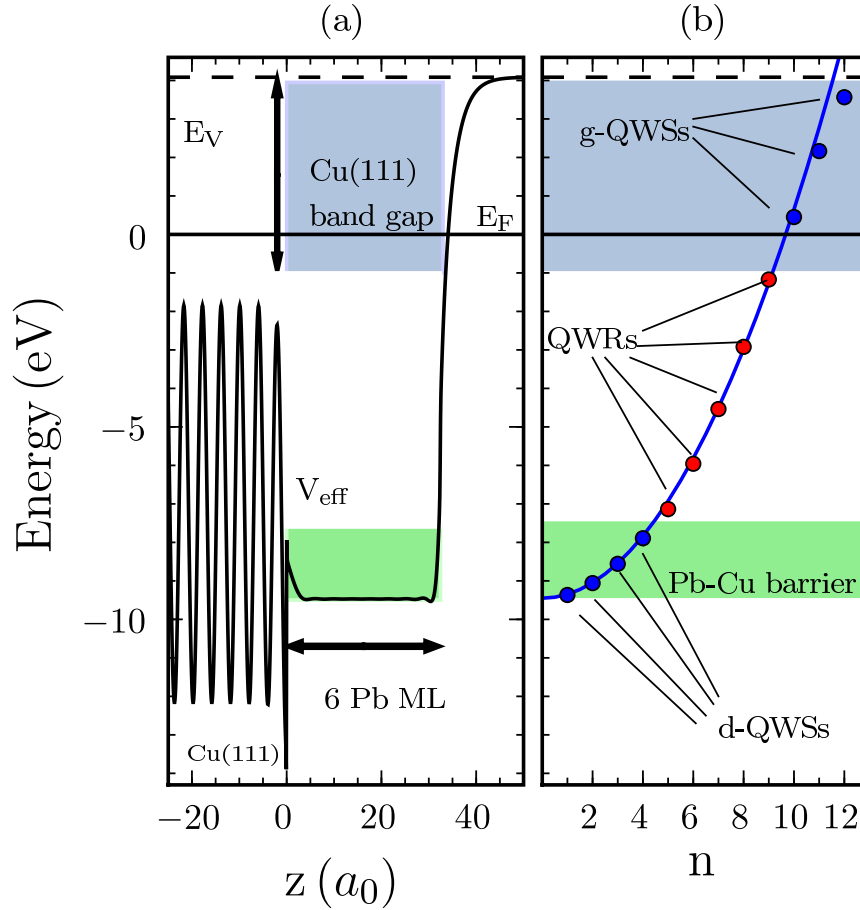 (a)
(b)
E_V
g-QWSs
Cu(111)
band gap
E_F
0
QWRs
−5
V_eff
Pb-Cu barrier
−10
6 Pb ML
d-QWSs
Cu(111)
−20 0 20 40
2 4 6 8 10 12
z (a_0)
n
Energy (eV)